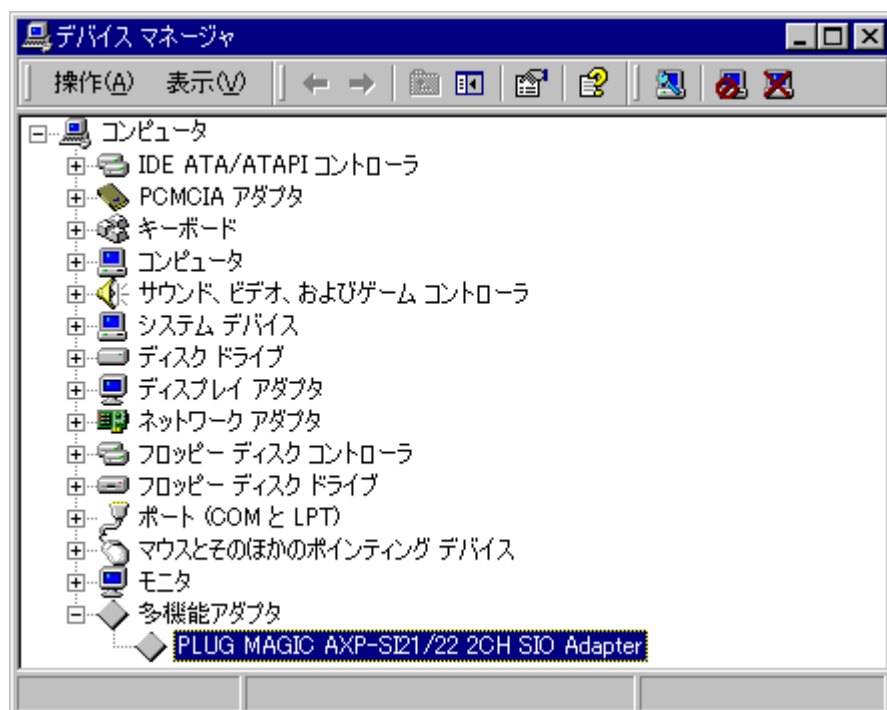 デバイス マネージャ
操作(A) 表示(V)
コンピュータ
IDE ATA/ATAPI コントローラ
PCMCIA アダプタ
キーボード
コンピュータ
サウンド、ビデオ、およびゲーム コントローラ
システム デバイス
ディスク ドライブ
ディスプレイ アダプタ
ネットワーク アダプタ
フロッピー ディスク コントローラ
フロッピー ディスク ドライブ
ポート (COM と LPT)
マウスとそのほかのポインティング デバイス
モニタ
多機能アダプタ
PLUG MAGIC AXP-SI21/22 2CH SIO Adapter